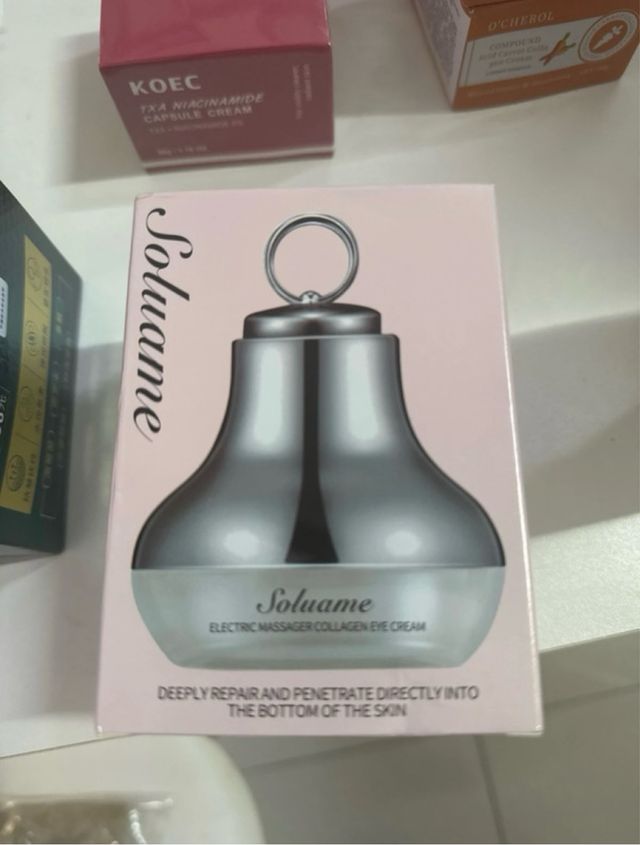 KOEC
TXA NIACINAMIDE
CAPSULE CREAM
O'CHEROL
COMPOUND
Soluame
Soluame
ELECTRIC MASSAGER COLLAGEN EYE CREAM
DEEPLY REPAIR AND PENETRATE DIRECTLY INTO
THE BOTTOM OF THE SKIN